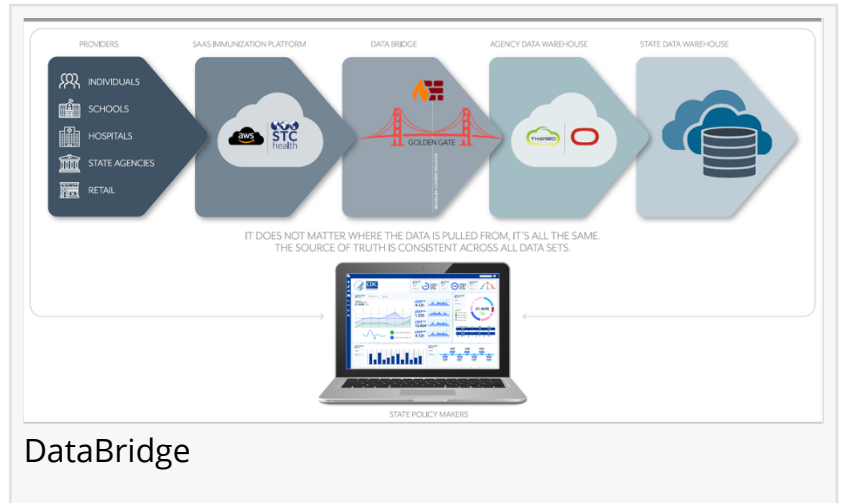 PROVIDERS
SAAS IMMUNIZATION PLATFORM
DATA BRIDGE
AGENCY DATA WAREHOUSE
STATE DATA WAREHOUSE
INDIVIDUALS
SCHOOLS
HOSPITALS
STATE AGENCIES
RETAIL
aws
STC
health
GOLDEN GATE
THARSEO
IT DOES NOT MATTER WHERE THE DATA IS PULLED FROM, IT'S ALL THE SAME.
THE SOURCE OF TRUTH IS CONSISTENT ACROSS ALL DATA SETS.
CDC
STATE POLICY MAKERS
DataBridge